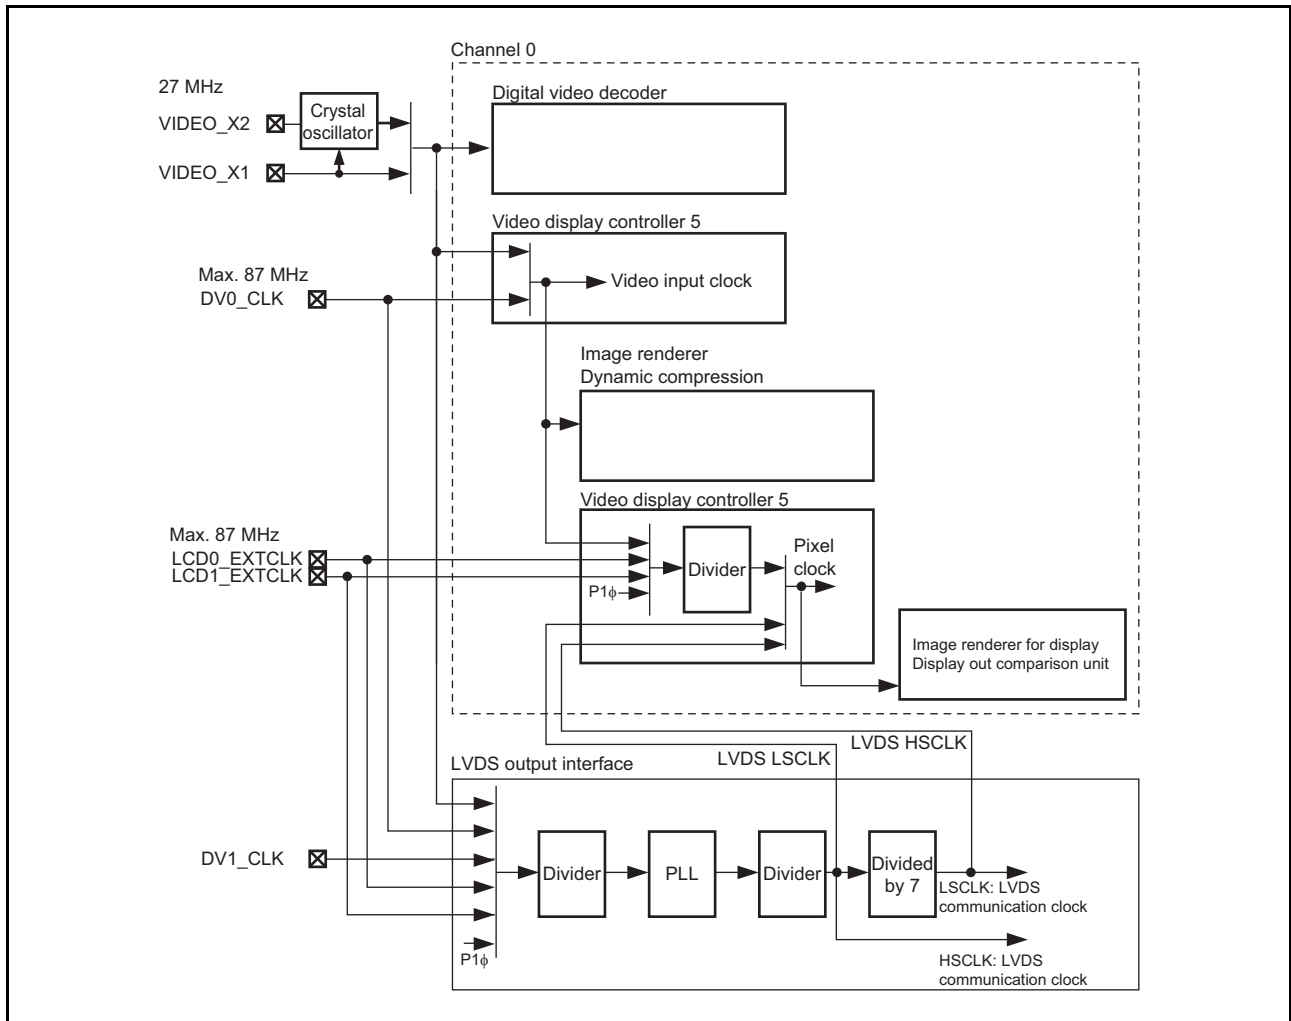 Channel 0
27 MHz
VIDEO_X2
Crystal
oscillator
VIDEO_X1
Digital video decoder
Video display controller 5
Video input clock
Max. 87 MHz
DV0_CLK
Image renderer
Dynamic compression
Video display controller 5
Max. 87 MHz
LCD0_EXTCLK
LCD1_EXTCLK
P1ϕ
Divider
Pixel
clock
Image renderer for display
Display out comparison unit
LVDS HSCLK
LVDS LSCLK
LVDS output interface
DV1_CLK
P1ϕ
Divider
PLL
Divider
Divided
by 7
LSCLK: LVDS
communication clock
HSCLK: LVDS
communication clock